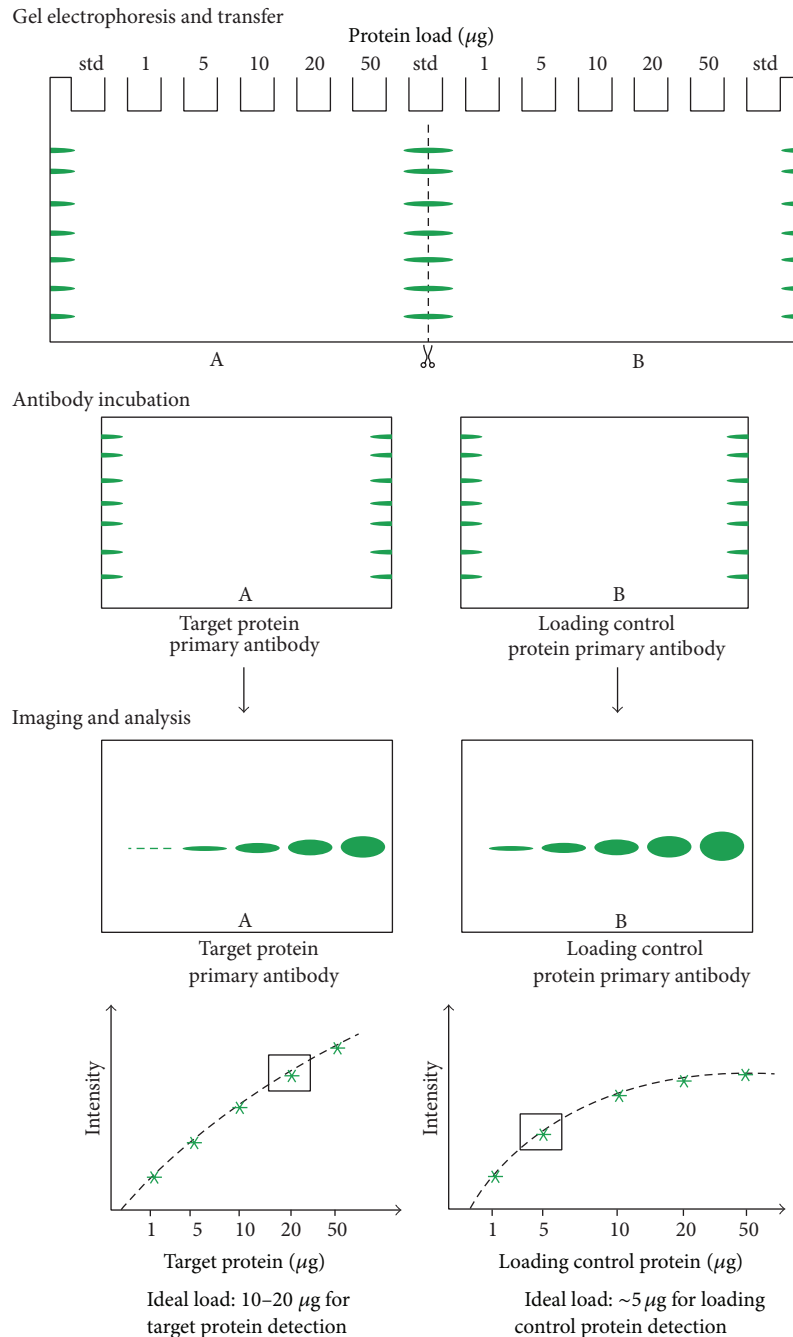 Gel electrophoresis and transfer
Protein load (μg)
std 1 5 10 20 50 std 1 5 10 20 50 std
A B
Antibody incubation
A
Target protein
primary antibody
B
Loading control
protein primary antibody
Imaging and analysis
A
Target protein
primary antibody
B
Loading control
protein primary antibody
Intensity
1 5 10 20 50
Target protein (μg)
Ideal load: 10–20 μg for
target protein detection
Intensity
1 5 10 20 50
Loading control protein (μg)
Ideal load: ~5 μg for loading
control protein detection